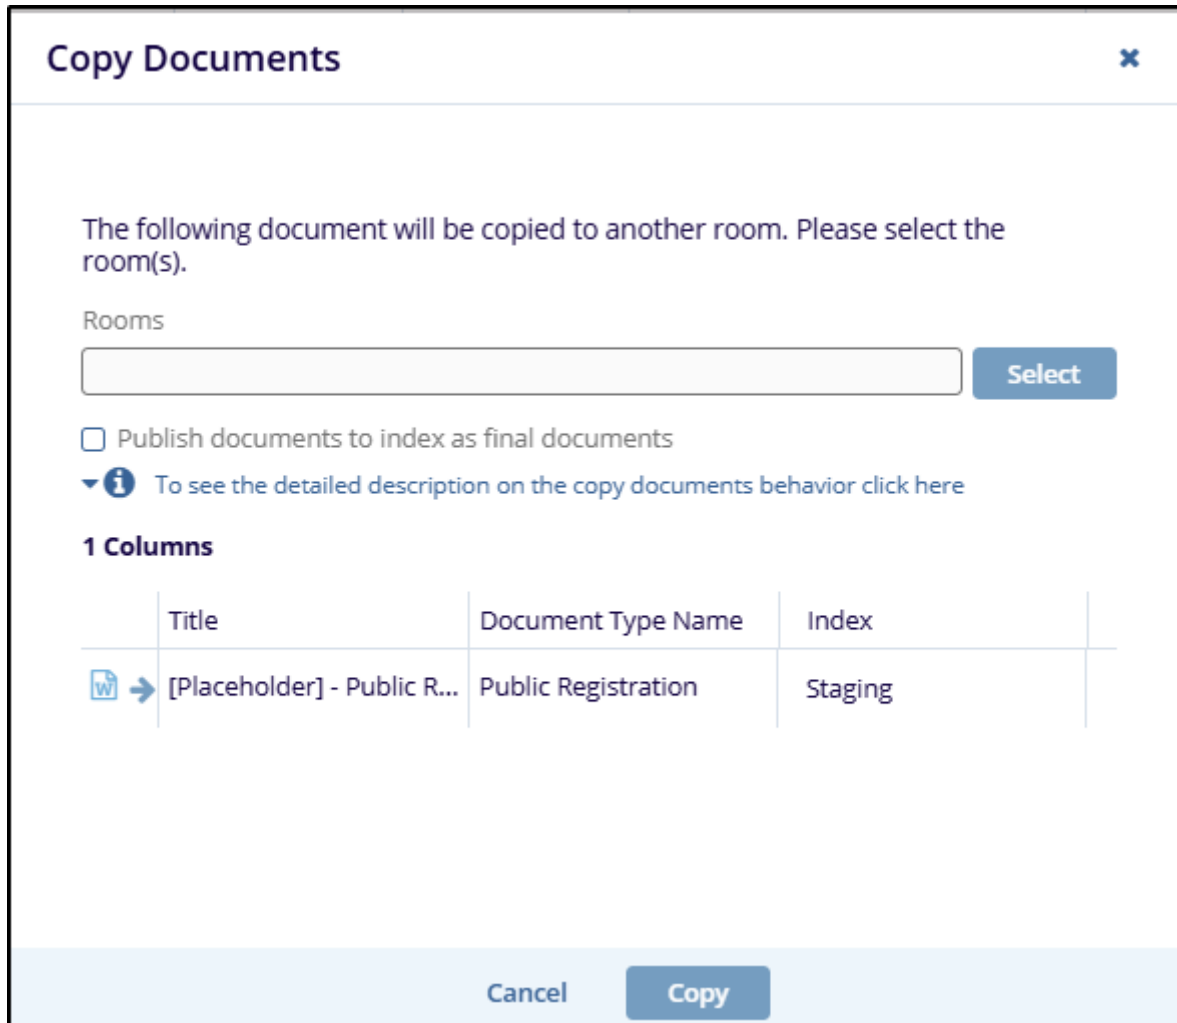 Copy Documents
The following document will be copied to another room. Please select the
room(s).
Rooms
Select
Publish documents to index as final documents
To see the detailed description on the copy documents behavior click here
1 Columns
Title Document Type Name Index
[Placeholder] - Public R... Public Registration Staging
Cancel Copy